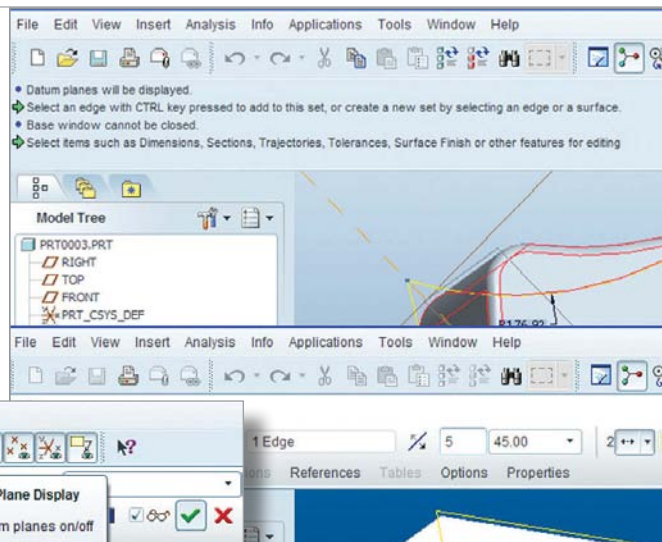 File Edit View Insert Analysis Info Applications Tools Window Help
Datum planes will be displayed.
Select an edge with CTRL key pressed to add to this set, or create a new set by selecting an edge or a surface.
Base window cannot be closed.
Select items such as Dimensions, Sections, Trajectories, Tolerances, Surface Finish or other features for editing
Model Tree
PRT0003.PRT
RIGHT
TOP
FRONT
PRT_CSYS_DEF
R176.92
File Edit View Insert Analysis Info Applications Tools Window Help
1 Edge 5 45.00 2
References Tables Options Properties
Plane Display
planes on/off